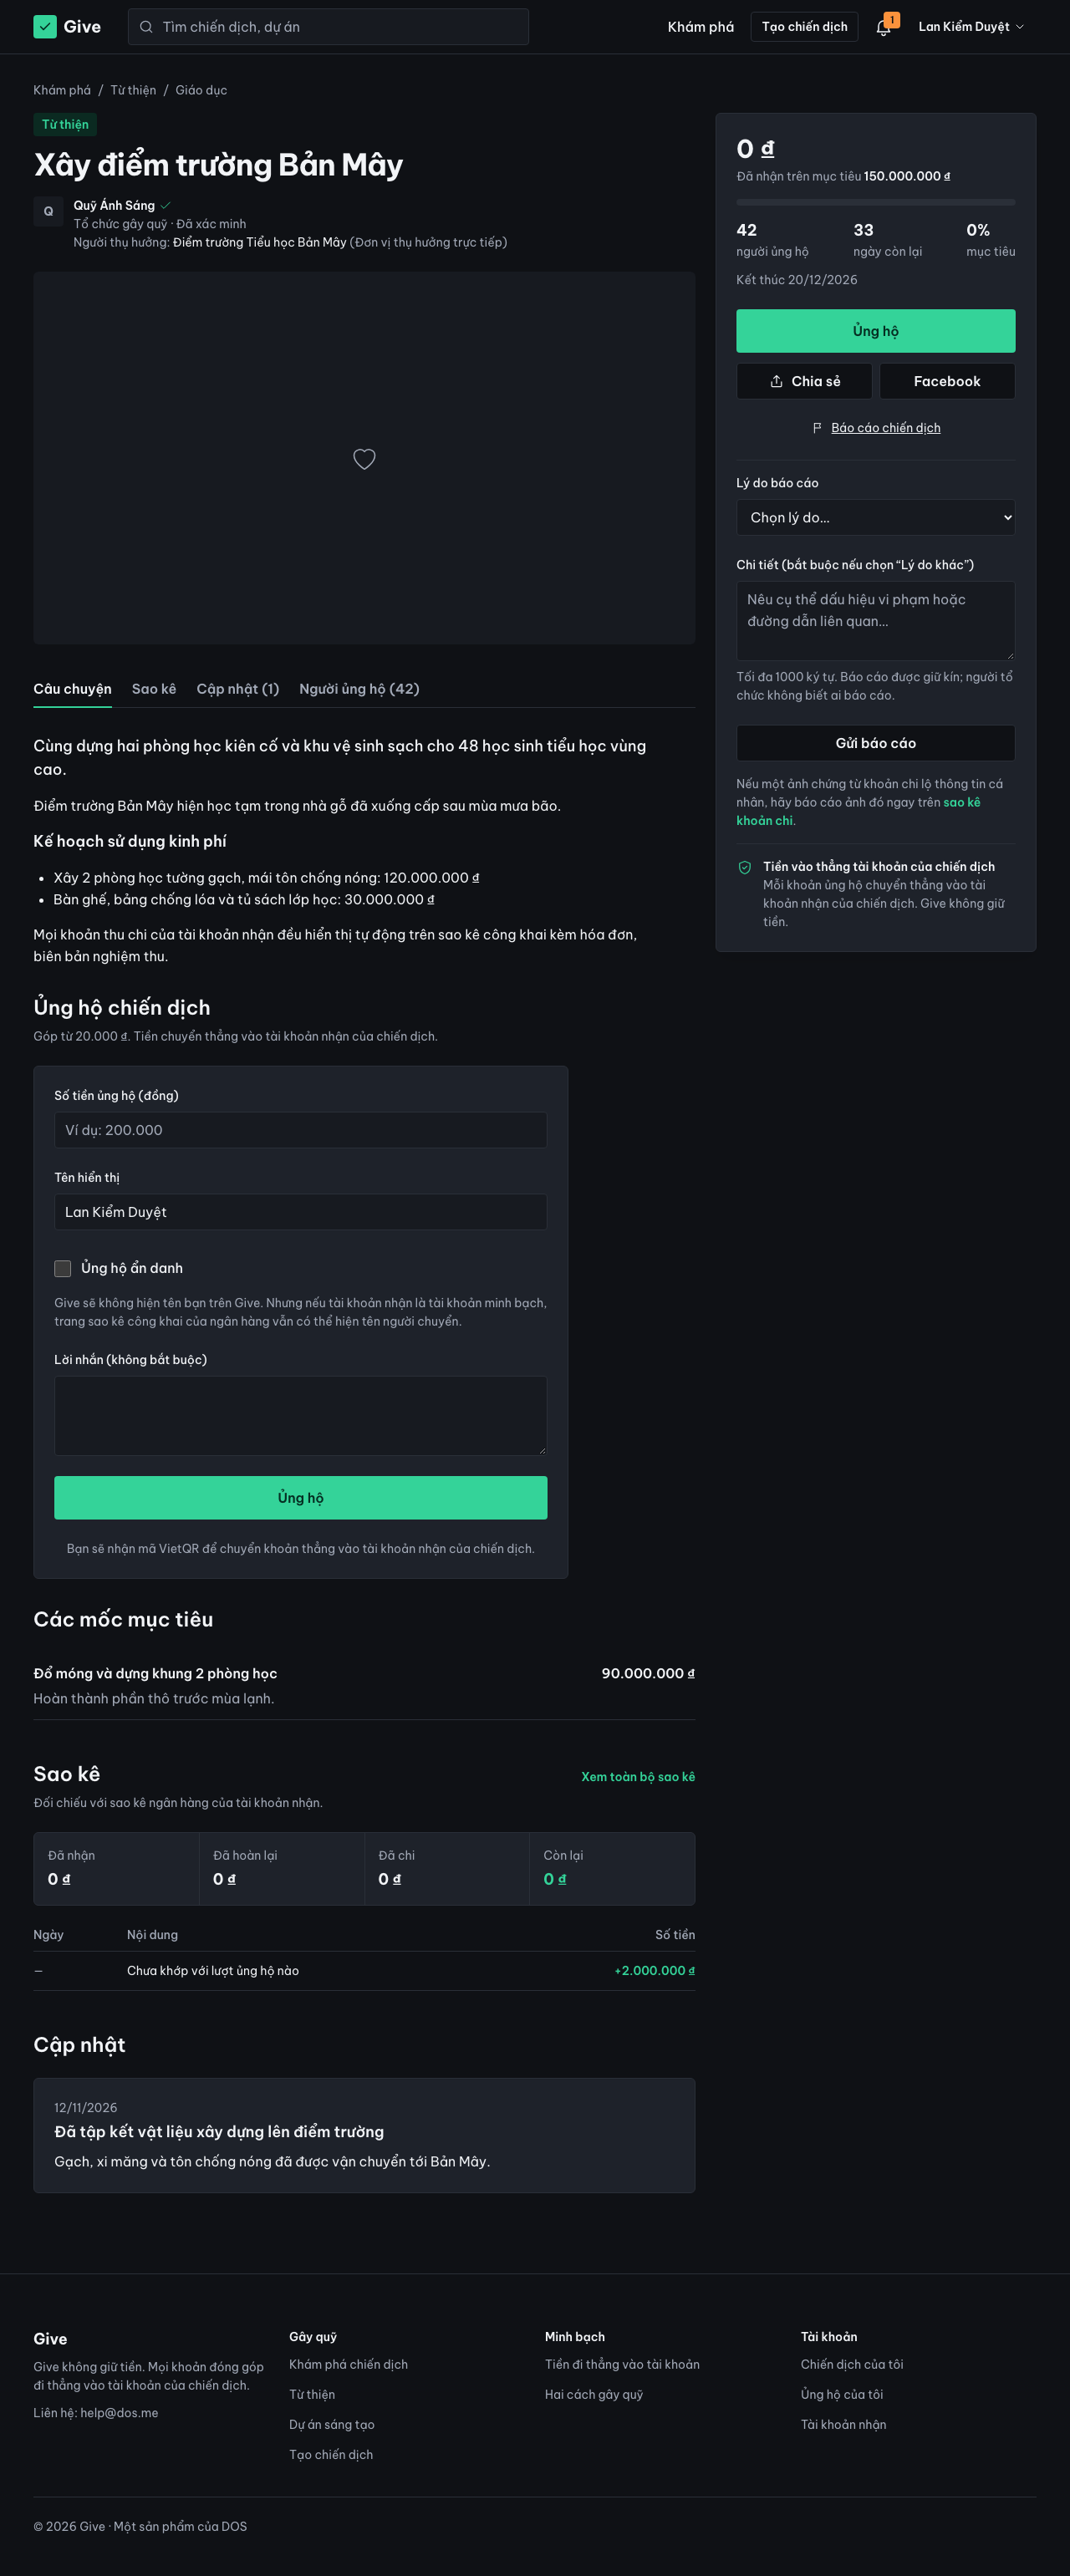 Give
Tìm chiến dịch, dự án
Khám phá
Tạo chiến dịch
1
Lan Kiểm Duyệt
Khám phá / Từ thiện / Giáo dục
Từ thiện
Xây điểm trường Bản Mây
Q
Quỹ Ánh Sáng
Tổ chức gây quỹ · Đã xác minh
Người thụ hưởng: Điểm trường Tiểu học Bản Mây (Đơn vị thụ hưởng trực tiếp)
Câu chuyện
Sao kê
Cập nhật (1)
Người ủng hộ (42)
Cùng dựng hai phòng học kiên cố và khu vệ sinh sạch cho 48 học sinh tiểu học vùng
cao.
Điểm trường Bản Mây hiện học tạm trong nhà gỗ đã xuống cấp sau mùa mưa bão.
Kế hoạch sử dụng kinh phí
• Xây 2 phòng học tường gạch, mái tôn chống nóng: 120.000.000 ₫
• Bàn ghế, bảng chống lóa và tủ sách lớp học: 30.000.000 ₫
Mọi khoản thu chi của tài khoản nhận đều hiển thị tự động trên sao kê công khai kèm hóa đơn,
biên bản nghiệm thu.
Ủng hộ chiến dịch
Góp từ 20.000 ₫. Tiền chuyển thẳng vào tài khoản nhận của chiến dịch.
Số tiền ủng hộ (đồng)
Ví dụ: 200.000
Tên hiển thị
Lan Kiểm Duyệt
Ủng hộ ẩn danh
Give sẽ không hiện tên bạn trên Give. Nhưng nếu tài khoản nhận là tài khoản minh bạch,
trang sao kê công khai của ngân hàng vẫn có thể hiện tên người chuyển.
Lời nhắn (không bắt buộc)
Ủng hộ
Bạn sẽ nhận mã VietQR để chuyển khoản thẳng vào tài khoản nhận của chiến dịch.
Các mốc mục tiêu
Đổ móng và dựng khung 2 phòng học
90.000.000 ₫
Hoàn thành phần thô trước mùa lạnh.
Sao kê
Xem toàn bộ sao kê
Đối chiếu với sao kê ngân hàng của tài khoản nhận.
Đã nhận
0 ₫
Đã hoàn lại
0 ₫
Đã chi
0 ₫
Còn lại
0 ₫
Ngày
Nội dung
Số tiền
—
Chưa khớp với lượt ủng hộ nào
+2.000.000 ₫
Cập nhật
12/11/2026
Đã tập kết vật liệu xây dựng lên điểm trường
Gạch, xi măng và tôn chống nóng đã được vận chuyển tới Bản Mây.
0 ₫
Đã nhận trên mục tiêu 150.000.000 ₫
42
người ủng hộ
33
ngày còn lại
0%
mục tiêu
Kết thúc 20/12/2026
Ủng hộ
Chia sẻ
Facebook
Báo cáo chiến dịch
Lý do báo cáo
Chọn lý do...
Chi tiết (bắt buộc nếu chọn “Lý do khác”)
Nêu cụ thể dấu hiệu vi phạm hoặc
đường dẫn liên quan...
Tối đa 1000 ký tự. Báo cáo được giữ kín; người tổ
chức không biết ai báo cáo.
Gửi báo cáo
Nếu một ảnh chứng từ khoản chi lộ thông tin cá
nhân, hãy báo cáo ảnh đó ngay trên sao kê
khoản chi.
Tiền vào thẳng tài khoản của chiến dịch
Mỗi khoản ủng hộ chuyển thẳng vào tài
khoản nhận của chiến dịch. Give không giữ
tiền.
Give
Give không giữ tiền. Mọi khoản đóng góp
đi thẳng vào tài khoản của chiến dịch.
Liên hệ: help@dos.me
Gây quỹ
Khám phá chiến dịch
Từ thiện
Dự án sáng tạo
Tạo chiến dịch
Minh bạch
Tiền đi thẳng vào tài khoản
Hai cách gây quỹ
Tài khoản
Chiến dịch của tôi
Ủng hộ của tôi
Tài khoản nhận
© 2026 Give · Một sản phẩm của DOS